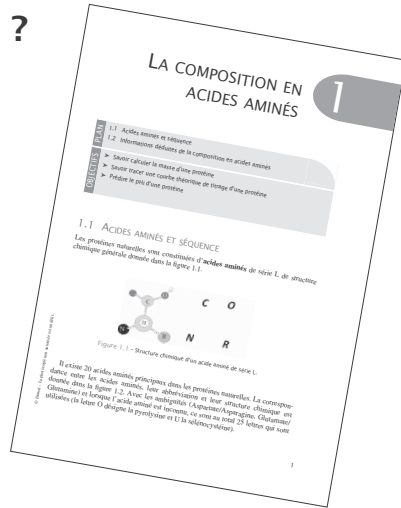 ?
LA COMPOSITION EN
ACIDES AMINÉS
1
PLAN
1.1 Acides aminés et séquence
1.2 Informations déduites de la composition en acides aminés
OBJECTIFS
➤ Savoir calculer la masse d'une protéine
➤ Savoir tracer une courbe théorique de titrage d'une protéine
➤ Prédire le pIs d'une protéine
1.1 ACIDES AMINÉS ET SÉQUENCE
Les protéines naturelles sont constituées d'acides aminés de série L de structure
chimique générale donnée dans la figure 1.1.
C O
H
N R
Figure 1.1 – Structure chimique d'un acide aminé de série L.
Il existe 20 acides aminés principaux dans les protéines naturelles. La correspon-
dance entre les acides aminés, leur abbréviation et leur structure chimique est
donnée dans la figure 1.2. Avec les ambiguités (Aspartate/Asparagine, Glutamate/
Glutamine) et lorsque l'acide aminé est inconnu, ce sont au total 25 lettres qui sont
utilisées (la lettre O désigne la pyrolysine et U la sélénocystéine).
1